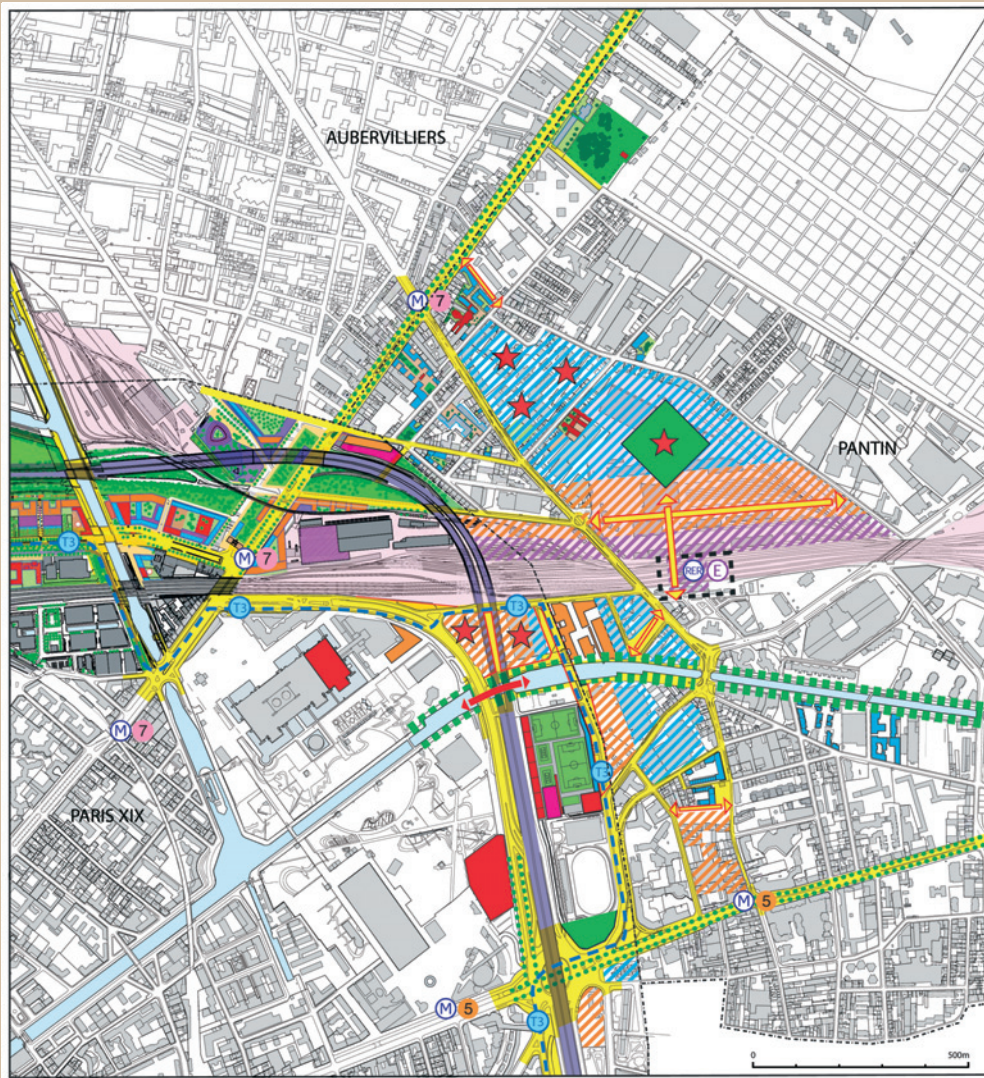 AUBERVILLIERS
M 7
PANTIN
T3
M 7
RER E
T3
T3
M 7
T3
PARIS XIX
M 5
M 5
T3
0 500m